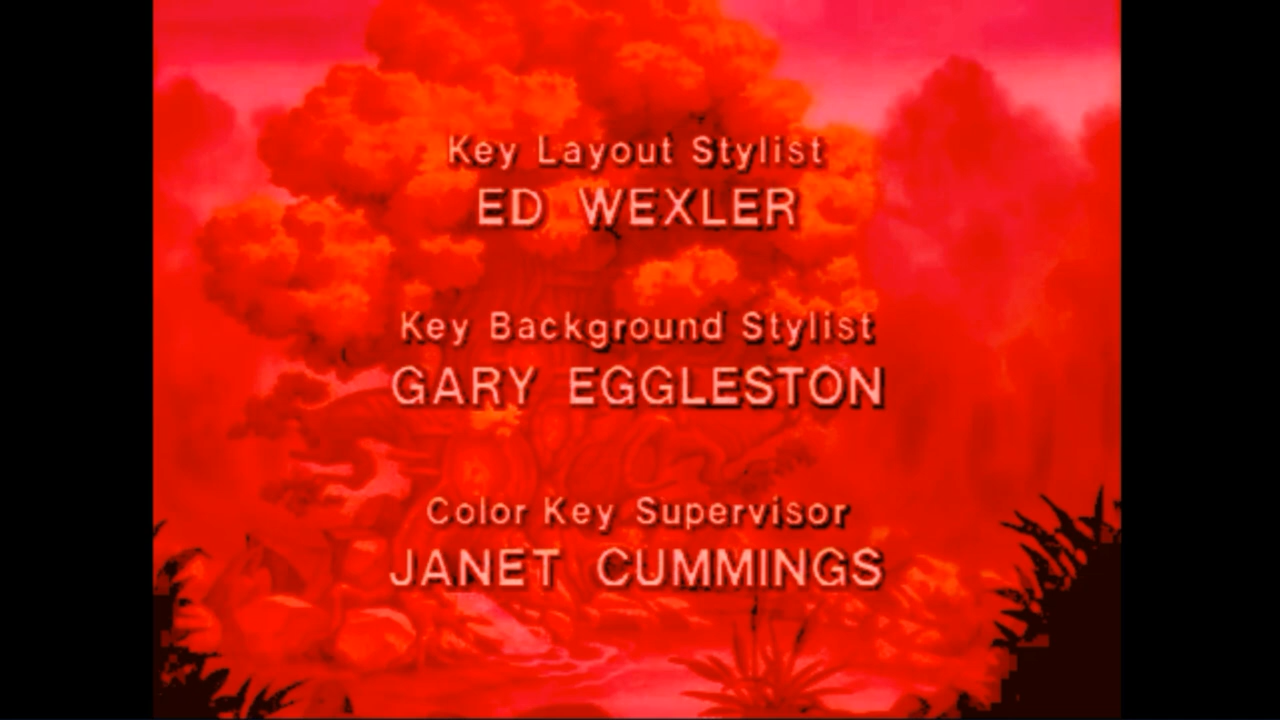 Key Layout Stylist
ED WEXLER
Key Background Stylist
GARY EGGLESTON
Color Key Supervisor
JANET CUMMINGS